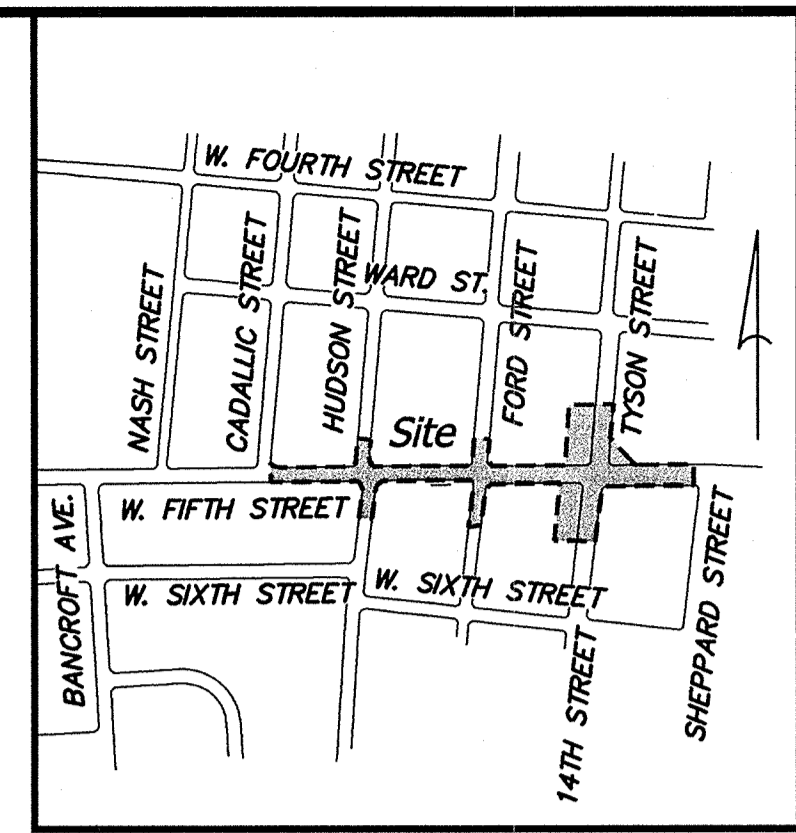 W. FOURTH STREET
WARD ST.
NASH STREET
CADALLIC STREET
HUDSON STREET
FORD STREET
TYSON STREET
Site
W. FIFTH STREET
BANCROFT AVE.
W. SIXTH STREET
W. SIXTH STREET
14TH STREET
SHEPPARD STREET